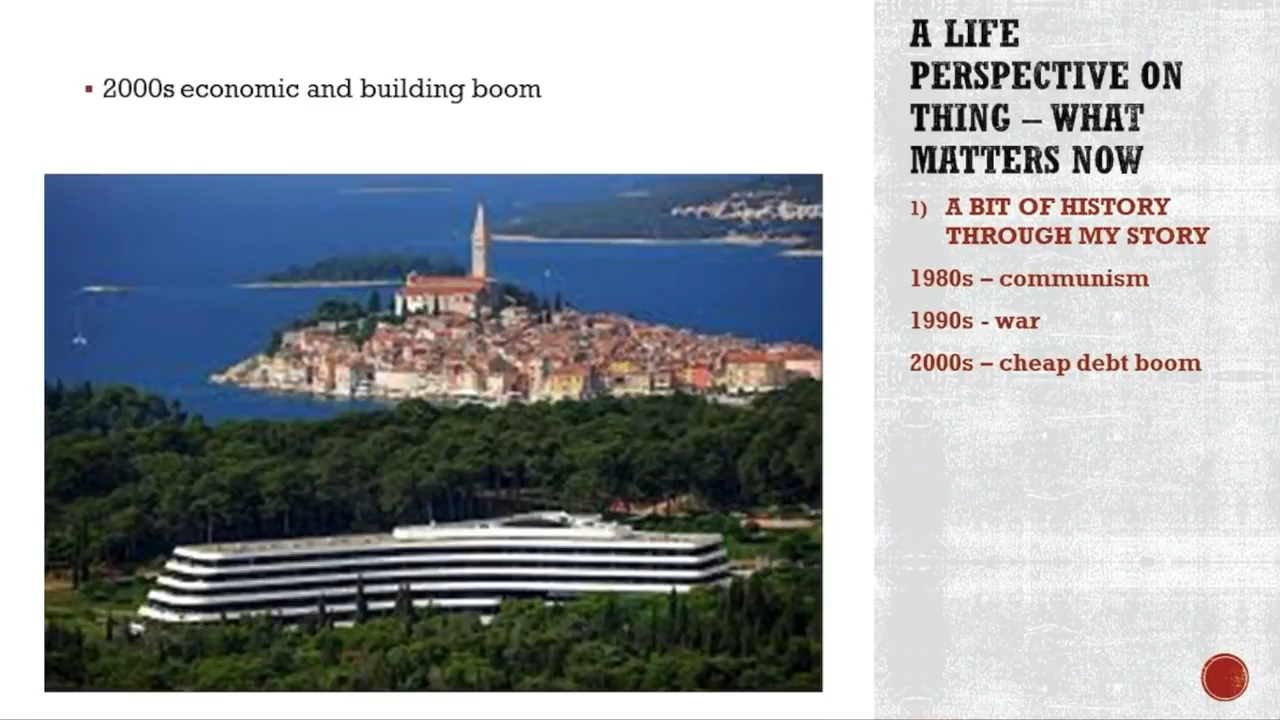 ▪ 2000s economic and building boom
A LIFE
PERSPECTIVE ON
THING – WHAT
MATTERS NOW
1) A BIT OF HISTORY
THROUGH MY STORY
1980s – communism
1990s - war
2000s – cheap debt boom